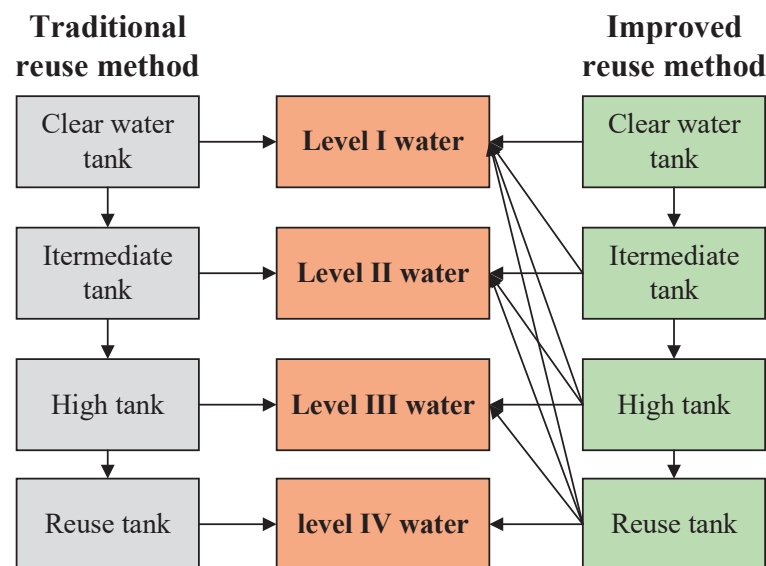 Traditional
reuse method
Improved
reuse method
Clear water
tank
Level I water
Clear water
tank
Itermediate
tank
Level II water
Itermediate
tank
High tank
Level III water
High tank
Reuse tank
level IV water
Reuse tank